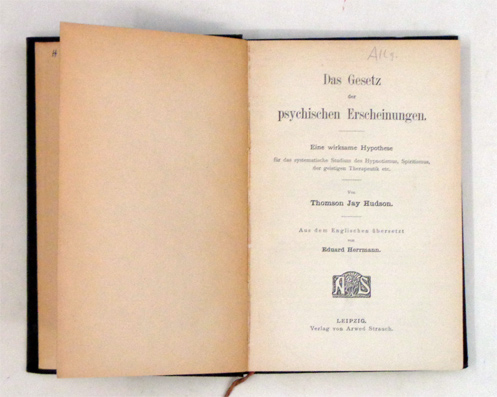 Allg.
Das Gesetz
der
psychischen Erscheinungen.
Eine wirksame Hypothese
für das systematische Studium des Hypnotismus, Spiritismus,
der geistigen Therapeutik etc.
Von
Thomson Jay Hudson.
Aus dem Englischen übersetzt
von
Eduard Herrmann.
A S
LEIPZIG,
Verlag von Arwed Strauch.